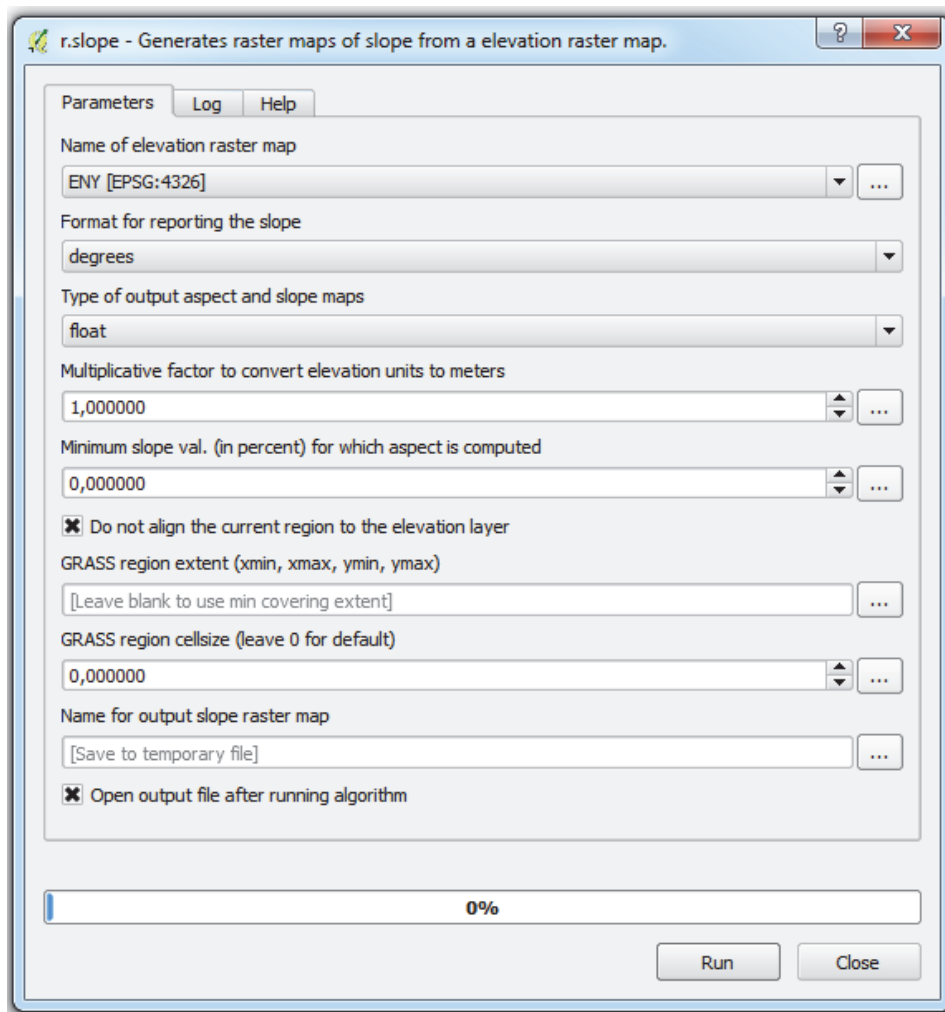 r.slope - Generates raster maps of slope from a elevation raster map.
Parameters Log Help
Name of elevation raster map
ENY [EPSG:4326] ...
Format for reporting the slope
degrees
Type of output aspect and slope maps
float
Multiplicative factor to convert elevation units to meters
1,000000 ...
Minimum slope val. (in percent) for which aspect is computed
0,000000 ...
Do not align the current region to the elevation layer
GRASS region extent (xmin, xmax, ymin, ymax)
[Leave blank to use min covering extent] ...
GRASS region cellsize (leave 0 for default)
0,000000 ...
Name for output slope raster map
[Save to temporary file] ...
Open output file after running algorithm
0%
Run Close